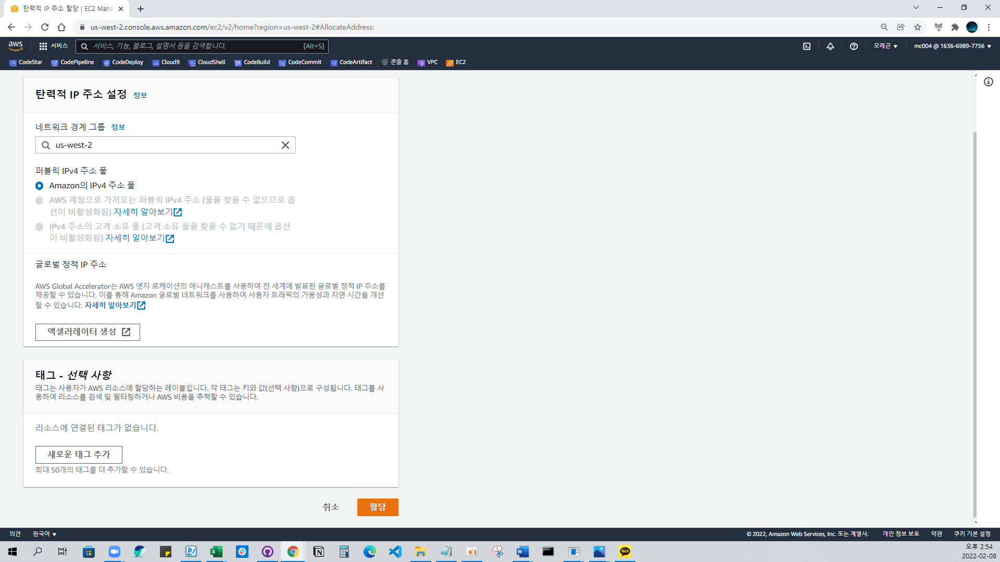 탄력적 IP 주소 할당 | EC2 Mana
us-west-2.console.aws.amazon.com/ec2/v2/home?region=us-west-2#AllocateAddress:
aws 서비스 서비스, 기능, 블로그, 설명서 등을 검색합니다. [Alt+S] 오레곤 mc004 @ 1636-6989-7756
CodeStar CodePipeline CodeDeploy Cloud9 CloudShell CodeBuild CodeCommit CodeArtifact 콘솔 홈 VPC EC2
탄력적 IP 주소 설정 정보
네트워크 경계 그룹 정보
us-west-2
퍼블릭 IPv4 주소 풀
Amazon의 IPv4 주소 풀
AWS 계정으로 가져오는 퍼블릭 IPv4 주소 (풀을 찾을 수 없으므로 옵
션이 비활성화됨) 자세히 알아보기
IPv4 주소의 고객 소유 풀 (고객 소유 풀을 찾을 수 없기 때문에 옵션
이 비활성화됨) 자세히 알아보기
글로벌 정적 IP 주소
AWS Global Accelerator는 AWS 엣지 로케이션의 애니캐스트를 사용하여 전 세계에 발표된 글로벌 정적 IP 주소를
제공할 수 있습니다. 이를 통해 Amazon 글로벌 네트워크를 사용하여 사용자 트래픽의 가용성과 지연 시간을 개선
할 수 있습니다. 자세히 알아보기
액셀러레이터 생성
태그 - 선택 사항
태그는 사용자가 AWS 리소스에 할당하는 레이블입니다. 각 태그는 키와 값(선택 사항)으로 구성됩니다. 태그를 사
용하여 리소스를 검색 및 필터링하거나 AWS 비용을 추적할 수 있습니다.
리소스에 연결된 태그가 없습니다.
새로운 태그 추가
최대 50개의 태그를 더 추가할 수 있습니다.
취소 할당
의견 한국어 © 2022, Amazon Web Services, Inc. 또는 계열사. 개인 정보 보호 약관 쿠키 기본 설정
TALK
오후 2:54
2022-02-08